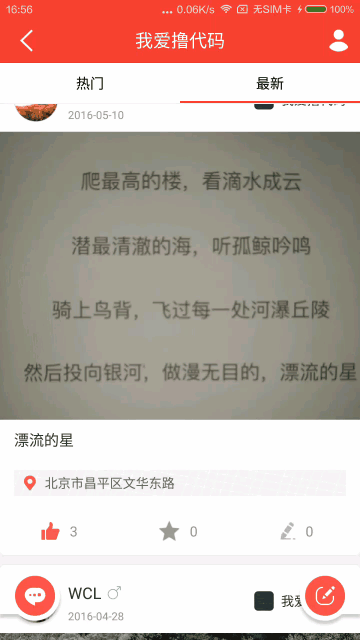 16:56
... 0.06K/s
无SIM卡
100%
我爱撸代码
热门
最新
2016-05-10
爬最高的楼，看滴水成云
潜最清澈的海，听孤鲸吟鸣
骑上鸟背，飞过每一处河瀑丘陵
然后投向银河，做漫无目的，漂流的星
漂流的星
北京市昌平区文华东路
3
0
0
WCL ♂
我爱
2016-04-28